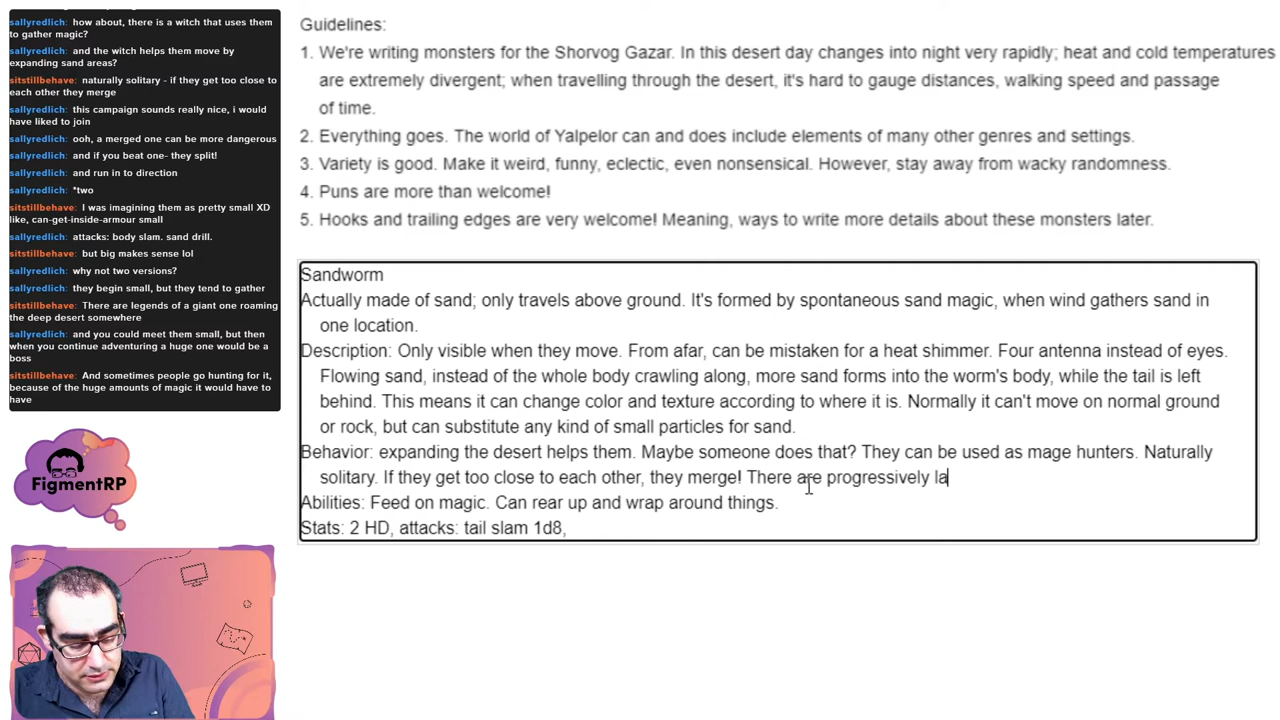 sallyredlich: how about, there is a witch that uses them
to gather magic?
sallyredlich: and the witch helps them move by
expanding sand areas?
sitstillbehave: naturally solitary - if they get too close to
each other they merge
sallyredlich: this campaign sounds really nice, i would
have liked to join
sallyredlich: ooh, a merged one can be more dangerous
sallyredlich: and if you beat one- they split!
sallyredlich: and run in to direction
sallyredlich: *two
sitstillbehave: I was imagining them as pretty small XD
like, can-get-inside-armour small
sallyredlich: attacks: body slam. sand drill.
sitstillbehave: but big makes sense lol
sallyredlich: why not two versions?
sallyredlich: they begin small, but they tend to gather
sitstillbehave: There are legends of a giant one roaming
the deep desert somewhere
sallyredlich: and you could meet them small, but then
when you continue adventuring a huge one would be a
boss
sitstillbehave: And sometimes people go hunting for it,
because of the huge amounts of magic it would have to
have
FigmentRP
Guidelines:
1. We're writing monsters for the Shorvog Gazar. In this desert day changes into night very rapidly; heat and cold temperatures
are extremely divergent; when travelling through the desert, it's hard to gauge distances, walking speed and passage
of time.
2. Everything goes. The world of Yalpelor can and does include elements of many other genres and settings.
3. Variety is good. Make it weird, funny, eclectic, even nonsensical. However, stay away from wacky randomness.
4. Puns are more than welcome!
5. Hooks and trailing edges are very welcome! Meaning, ways to write more details about these monsters later.
Sandworm
Actually made of sand; only travels above ground. It's formed by spontaneous sand magic, when wind gathers sand in
one location.
Description: Only visible when they move. From afar, can be mistaken for a heat shimmer. Four antenna instead of eyes.
Flowing sand, instead of the whole body crawling along, more sand forms into the worm's body, while the tail is left
behind. This means it can change color and texture according to where it is. Normally it can't move on normal ground
or rock, but can substitute any kind of small particles for sand.
Behavior: expanding the desert helps them. Maybe someone does that? They can be used as mage hunters. Naturally
solitary. If they get too close to each other, they merge! There are progressively la
Abilities: Feed on magic. Can rear up and wrap around things.
Stats: 2 HD, attacks: tail slam 1d8,